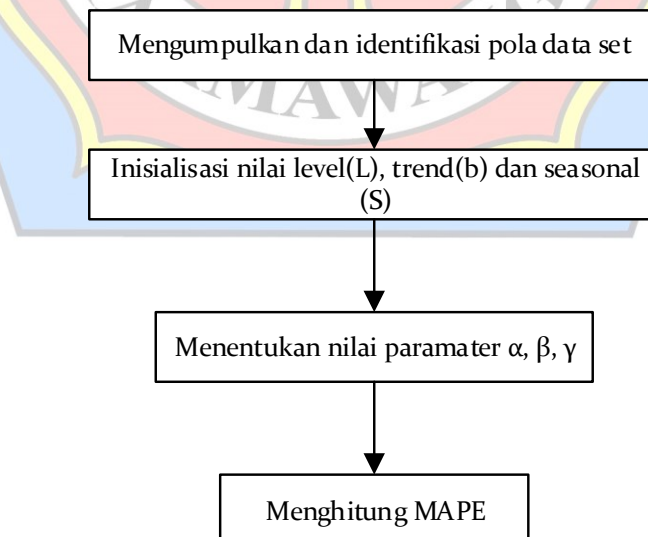 Mengumpulkan dan identifikasi pola data set
Inisialisasi nilai level(L), trend(b) dan seasonal
(S)
Menentukan nilai paramater α, β, γ
Menghitung MAPE